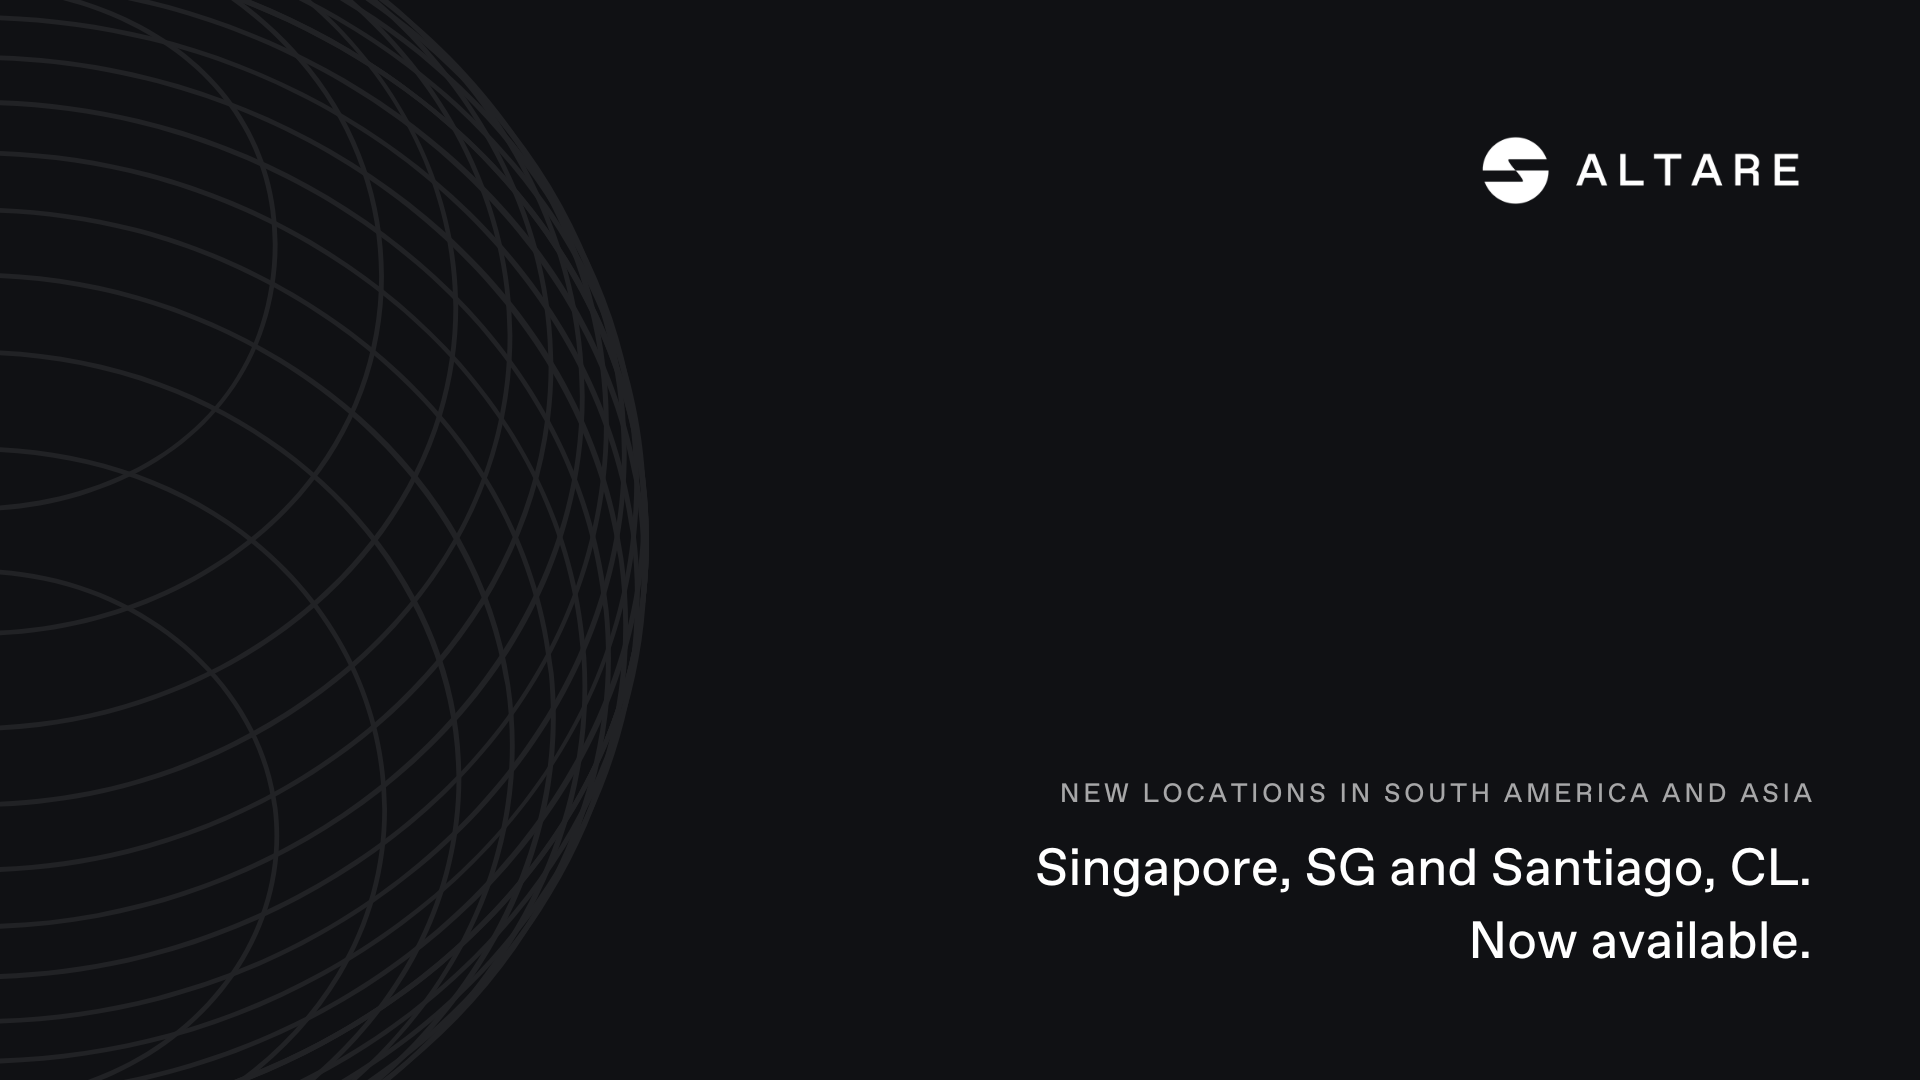 ALTARE
NEW LOCATIONS IN SOUTH AMERICA AND ASIA
Singapore, SG and Santiago, CL.
Now available.